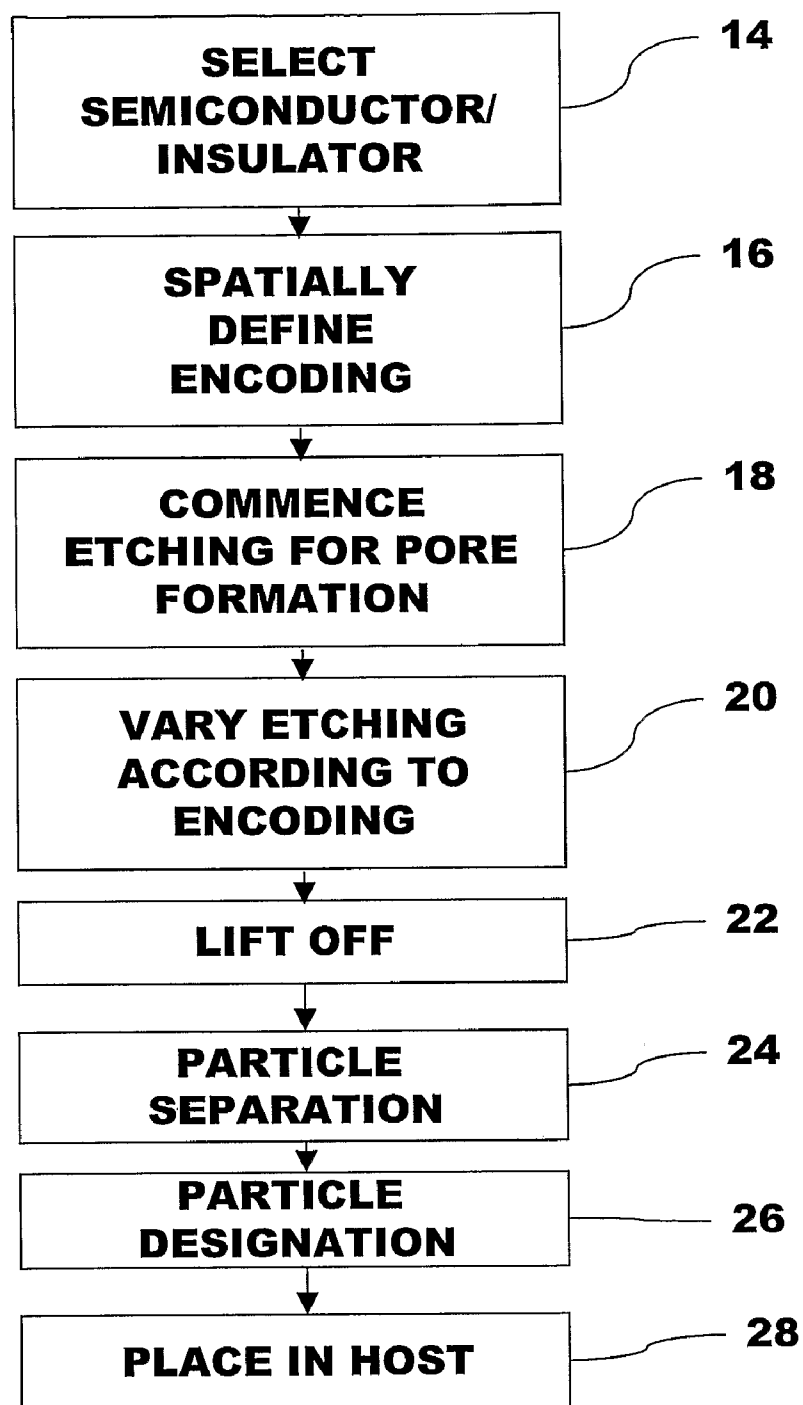 SELECT
SEMICONDUCTOR/
INSULATOR
14
SPATIALLY
DEFINE
ENCODING
16
COMMENCE
ETCHING FOR PORE
FORMATION
18
VARY ETCHING
ACCORDING TO
ENCODING
20
LIFT OFF
22
PARTICLE
SEPARATION
24
PARTICLE
DESIGNATION
26
PLACE IN HOST
28